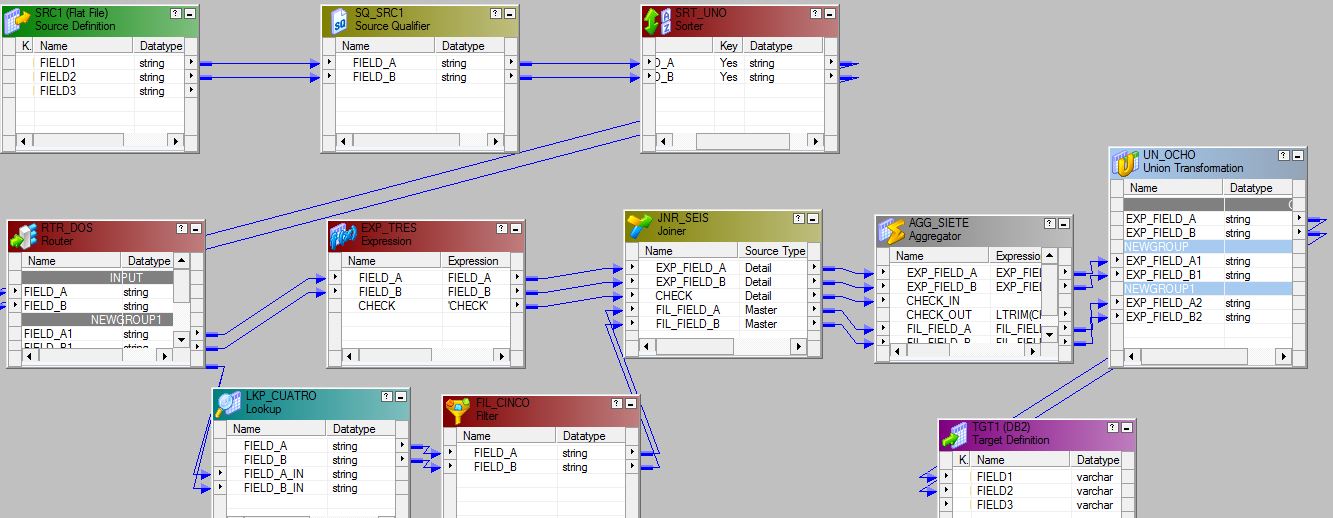 SRC1 (Flat File)
Source Definition
K. Name Datatype
FIELD1 string
FIELD2 string
FIELD3 string
SQ_SRC1
Source Qualifier
Name Datatype
FIELD_A string
FIELD_B string
SRT_UNO
Sorter
Key Datatype
D_A Yes string
D_B Yes string
RTR_DOS
Router
Name Datatype
INPUT
FIELD_A string
FIELD_B string
NEWGROUP1
FIELD_A1 string
FIELD_B1 string
EXP_TRES
Expression
Name Expression
FIELD_A FIELD_A
FIELD_B FIELD_B
CHECK 'CHECK'
JNR_SEIS
Joiner
Name Source Type
EXP_FIELD_A Detail
EXP_FIELD_B Detail
CHECK Detail
FIL_FIELD_A Master
FIL_FIELD_B Master
AGG_SIETE
Aggregator
Name Expressio
EXP_FIELD_A EXP_FIE
EXP_FIELD_B EXP_FIE
CHECK_IN
CHECK_OUT LTRIM(C
FIL_FIELD_A FIL_FIEL
FIL_FIELD_B FIL_FIEL
UN_OCHO
Union Transformation
Name Datatype
EXP_FIELD_A string
EXP_FIELD_B string
NEWGROUP
EXP_FIELD_A1 string
EXP_FIELD_B1 string
NEWGROUP1
EXP_FIELD_A2 string
EXP_FIELD_B2 string
LKP_CUATRO
Lookup
Name Datatype
FIELD_A string
FIELD_B string
FIELD_A_IN string
FIELD_B_IN string
FIL_CINCO
Filter
Name Datatype
FIELD_A string
FIELD_B string
TGT1 (DB2)
Target Definition
K. Name Datatype
FIELD1 varchar
FIELD2 varchar
FIELD3 varchar